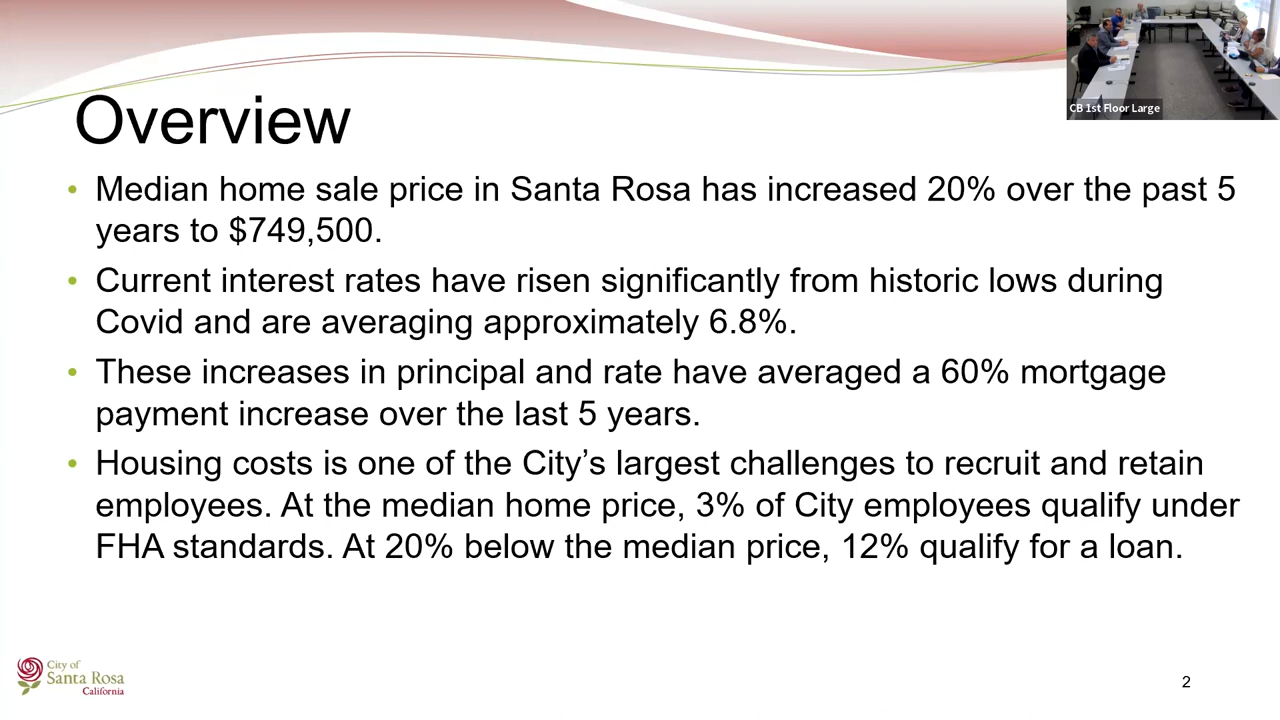 CB 1st Floor Large
Overview
• Median home sale price in Santa Rosa has increased 20% over the past 5
years to $749,500.
• Current interest rates have risen significantly from historic lows during
Covid and are averaging approximately 6.8%.
• These increases in principal and rate have averaged a 60% mortgage
payment increase over the last 5 years.
• Housing costs is one of the City’s largest challenges to recruit and retain
employees. At the median home price, 3% of City employees qualify under
FHA standards. At 20% below the median price, 12% qualify for a loan.
City of
Santa Rosa
California
2